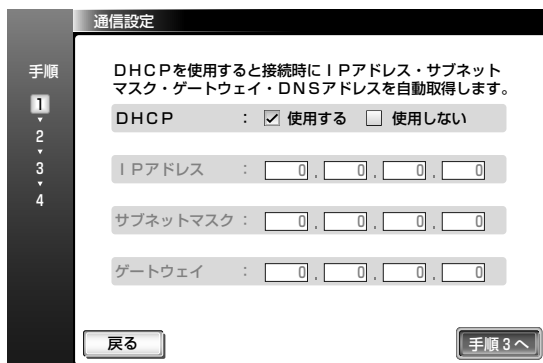 通信設定
手順
1
2
3
4
DHCPを使用すると接続時にIPアドレス・サブネット
マスク・ゲートウェイ・DNSアドレスを自動取得します。
DHCP : 使用する 使用しない
IPアドレス : 0 . 0 . 0 . 0
サブネットマスク : 0 . 0 . 0 . 0
ゲートウェイ : 0 . 0 . 0 . 0
戻る 手順3へ